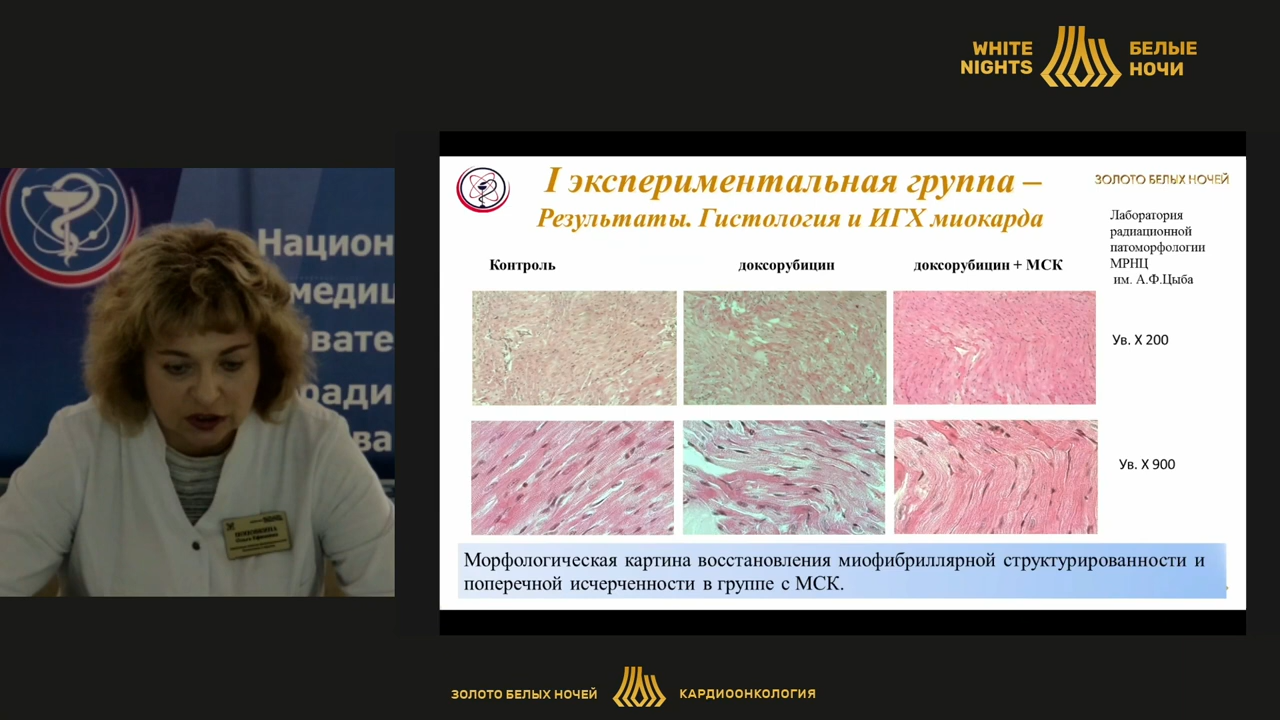 WHITE
NIGHTS
БЕЛЫЕ
НОЧИ
Национ
медиц
овате
ради
ва
I экспериментальная группа –
Результаты. Гистология и ИГХ миокарда
ЗОЛОТО БЕЛЫХ НОЧЕЙ
Лаборатория
радиационной
патоморфологии
МРНЦ
им. А.Ф.Цыба
Контроль
доксорубицин
доксорубицин + МСК
Ув. X 200
Ув. X 900
Морфологическая картина восстановления миофибриллярной структурированности и
поперечной исчерченности в группе с МСК.
ЗОЛОТО БЕЛЫХ НОЧЕЙ
КАРДИООНКОЛОГИЯ